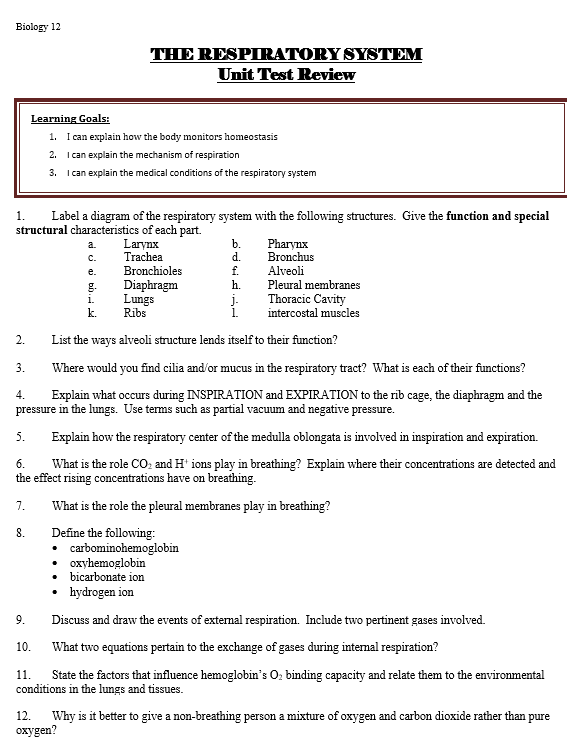 Biology 12
THE RESPIRATORY SYSTEM
Unit Test Review
Learning Goals:
1. I can explain how the body monitors homeostasis
2. I can explain the mechanism of respiration
3. I can explain the medical conditions of the respiratory system
1. Label a diagram of the respiratory system with the following structures. Give the function and special
structural characteristics of each part.
a. Larynx b. Pharynx
c. Trachea d. Bronchus
e. Bronchioles f. Alveoli
g. Diaphragm h. Pleural membranes
i. Lungs j. Thoracic Cavity
k. Ribs l. intercostal muscles
2. List the ways alveoli structure lends itself to their function?
3. Where would you find cilia and/or mucus in the respiratory tract? What is each of their functions?
4. Explain what occurs during INSPIRATION and EXPIRATION to the rib cage, the diaphragm and the
pressure in the lungs. Use terms such as partial vacuum and negative pressure.
5. Explain how the respiratory center of the medulla oblongata is involved in inspiration and expiration.
6. What is the role CO₂ and H⁺ ions play in breathing? Explain where their concentrations are detected and
the effect rising concentrations have on breathing.
7. What is the role the pleural membranes play in breathing?
8. Define the following:
• carbominohemoglobin
• oxyhemoglobin
• bicarbonate ion
• hydrogen ion
9. Discuss and draw the events of external respiration. Include two pertinent gases involved.
10. What two equations pertain to the exchange of gases during internal respiration?
11. State the factors that influence hemoglobin's O₂ binding capacity and relate them to the environmental
conditions in the lungs and tissues.
12. Why is it better to give a non-breathing person a mixture of oxygen and carbon dioxide rather than pure
oxygen?